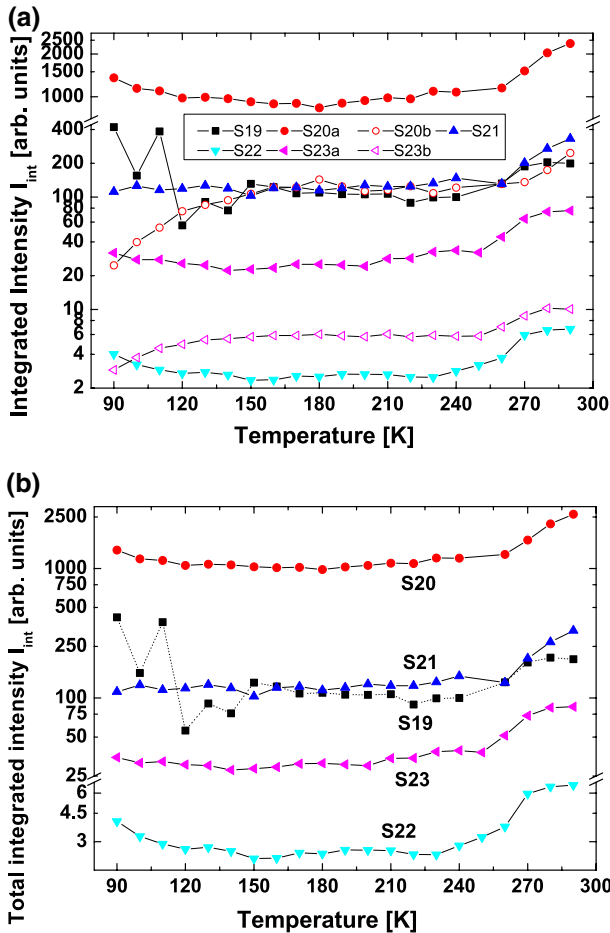 (a)
Integrated Intensity I_int [arb. units]
2500
1500
1000
400
200
100
80
60
40
20
10
8
6
4
2
S19 S20a S20b S21
S22 S23a S23b
90 120 150 180 210 240 270 300
Temperature [K]
(b)
Total integrated intensity I_int [arb. units]
2500
1000
750
500
250
100
75
50
25
6
4.5
3
S20
S21
S19
S23
S22
90 120 150 180 210 240 270 300
Temperature [K]